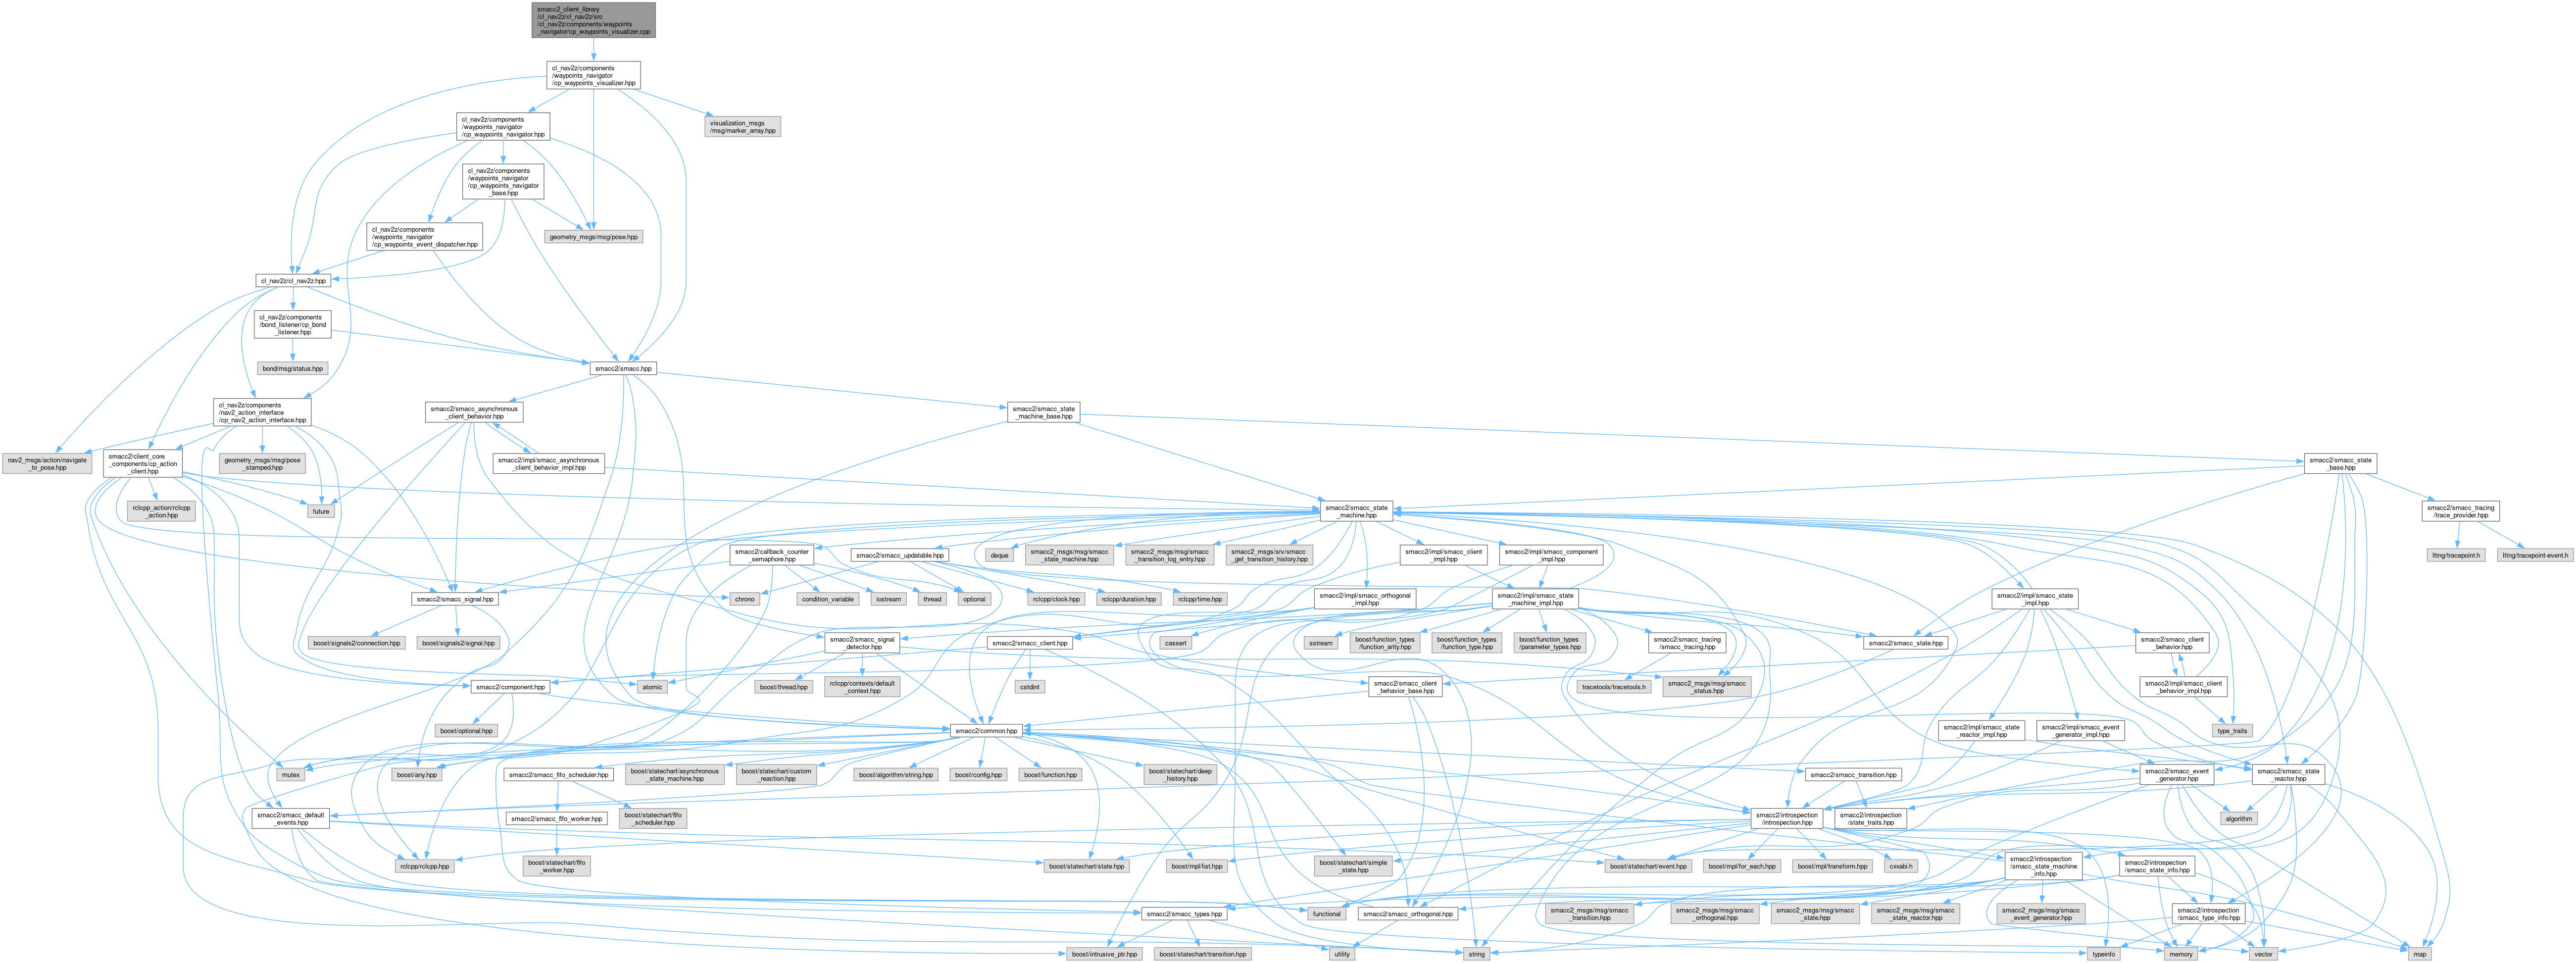 smacc2_client_library
/cl_nav2z/cl_nav2z/src
/cl_nav2z/components/waypoints
_navigator/cp_waypoints_visualizer.cpp
cl_nav2z/components
/waypoints_navigator
/cp_waypoints_visualizer.hpp
cl_nav2z/components
/waypoints_navigator
/cp_waypoints_navigator.hpp
visualization_msgs
/msg/marker_array.hpp
cl_nav2z/components
/waypoints_navigator
/cp_waypoints_navigator
_base.hpp
cl_nav2z/components
/waypoints_navigator
/cp_waypoints_event_dispatcher.hpp
geometry_msgs/msg/pose.hpp
cl_nav2z/cl_nav2z.hpp
cl_nav2z/components
/bond_listener/cp_bond
_listener.hpp
bond/msg/status.hpp
smacc2/smacc.hpp
cl_nav2z/components
/nav2_action_interface
/cp_nav2_action_interface.hpp
smacc2/smacc_asynchronous
_client_behavior.hpp
smacc2/smacc_state
_machine_base.hpp
nav2_msgs/action/navigate
_to_pose.hpp
smacc2/client_core
_components/cp_action
_client.hpp
geometry_msgs/msg/pose
_stamped.hpp
smacc2/impl/smacc_asynchronous
_client_behavior_impl.hpp
smacc2/smacc_state
_base.hpp
rclcpp_action/rclcpp
_action.hpp
future
smacc2/smacc_state
_machine.hpp
smacc2/smacc_tracing
/trace_provider.hpp
smacc2/callback_counter
_semaphore.hpp
smacc2/smacc_updatable.hpp
deque
smacc2_msgs/msg/smacc
_state_machine.hpp
smacc2_msgs/msg/smacc
_transition_log_entry.hpp
smacc2_msgs/srv/smacc
_get_transition_history.hpp
smacc2/impl/smacc_client
_impl.hpp
smacc2/impl/smacc_component
_impl.hpp
lttng/tracepoint.h
lttng/tracepoint-event.h
smacc2/smacc_signal.hpp
chrono
condition_variable
iostream
thread
optional
rclcpp/clock.hpp
rclcpp/duration.hpp
rclcpp/time.hpp
smacc2/impl/smacc_orthogonal
_impl.hpp
smacc2/impl/smacc_state
_machine_impl.hpp
smacc2/impl/smacc_state
_impl.hpp
boost/signals2/connection.hpp
boost/signals2/signal.hpp
smacc2/smacc_signal
_detector.hpp
smacc2/smacc_client.hpp
cassert
sstream
boost/function_types
/function_arity.hpp
boost/function_types
/function_type.hpp
boost/function_types
/parameter_types.hpp
smacc2/smacc_tracing
/smacc_tracing.hpp
smacc2/smacc_state.hpp
smacc2/smacc_client
_behavior.hpp
smacc2/component.hpp
atomic
boost/thread.hpp
rclcpp/contexts/default
_context.hpp
cstdint
smacc2/smacc_client
_behavior_base.hpp
tracetools/tracetools.h
smacc2_msgs/msg/smacc
_status.hpp
smacc2/impl/smacc_client
_behavior_impl.hpp
boost/optional.hpp
smacc2/common.hpp
smacc2/impl/smacc_state
_reactor_impl.hpp
smacc2/impl/smacc_event
_generator_impl.hpp
type_traits
mutex
boost/any.hpp
smacc2/smacc_fifo_scheduler.hpp
boost/statechart/asynchronous
_state_machine.hpp
boost/statechart/custom
_reaction.hpp
boost/algorithm/string.hpp
boost/config.hpp
boost/function.hpp
boost/statechart/deep
_history.hpp
smacc2/smacc_transition.hpp
smacc2/smacc_event
_generator.hpp
smacc2/smacc_state
_reactor.hpp
smacc2/smacc_default
_events.hpp
smacc2/smacc_fifo_worker.hpp
boost/statechart/fifo
_scheduler.hpp
smacc2/introspection
/introspection.hpp
smacc2/introspection
/state_traits.hpp
algorithm
rclcpp/rclcpp.hpp
boost/statechart/fifo
_worker.hpp
boost/statechart/state.hpp
boost/mpl/list.hpp
boost/statechart/simple
_state.hpp
boost/statechart/event.hpp
boost/mpl/for_each.hpp
boost/mpl/transform.hpp
cxxabi.h
smacc2/introspection
/smacc_state_machine
_info.hpp
smacc2/introspection
/smacc_state_info.hpp
smacc2/smacc_types.hpp
functional
smacc2/smacc_orthogonal.hpp
smacc2_msgs/msg/smacc
_transition.hpp
smacc2_msgs/msg/smacc
_orthogonal.hpp
smacc2_msgs/msg/smacc
_state.hpp
smacc2_msgs/msg/smacc
_state_reactor.hpp
smacc2_msgs/msg/smacc
_event_generator.hpp
smacc2/introspection
/smacc_type_info.hpp
boost/intrusive_ptr.hpp
boost/statechart/transition.hpp
utility
string
typeinfo
memory
vector
map